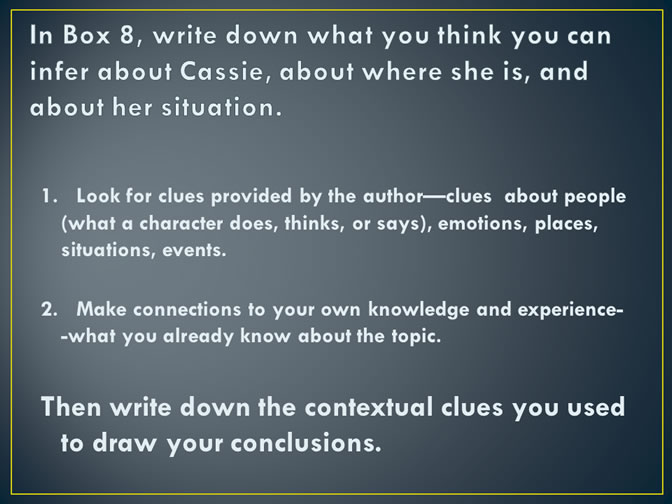 In Box 8, write down what you think you can
infer about Cassie, about where she is, and
about her situation.
1. Look for clues provided by the author—clues about people
(what a character does, thinks, or says), emotions, places,
situations, events.
2. Make connections to your own knowledge and experience-
-what you already know about the topic.
Then write down the contextual clues you used
to draw your conclusions.